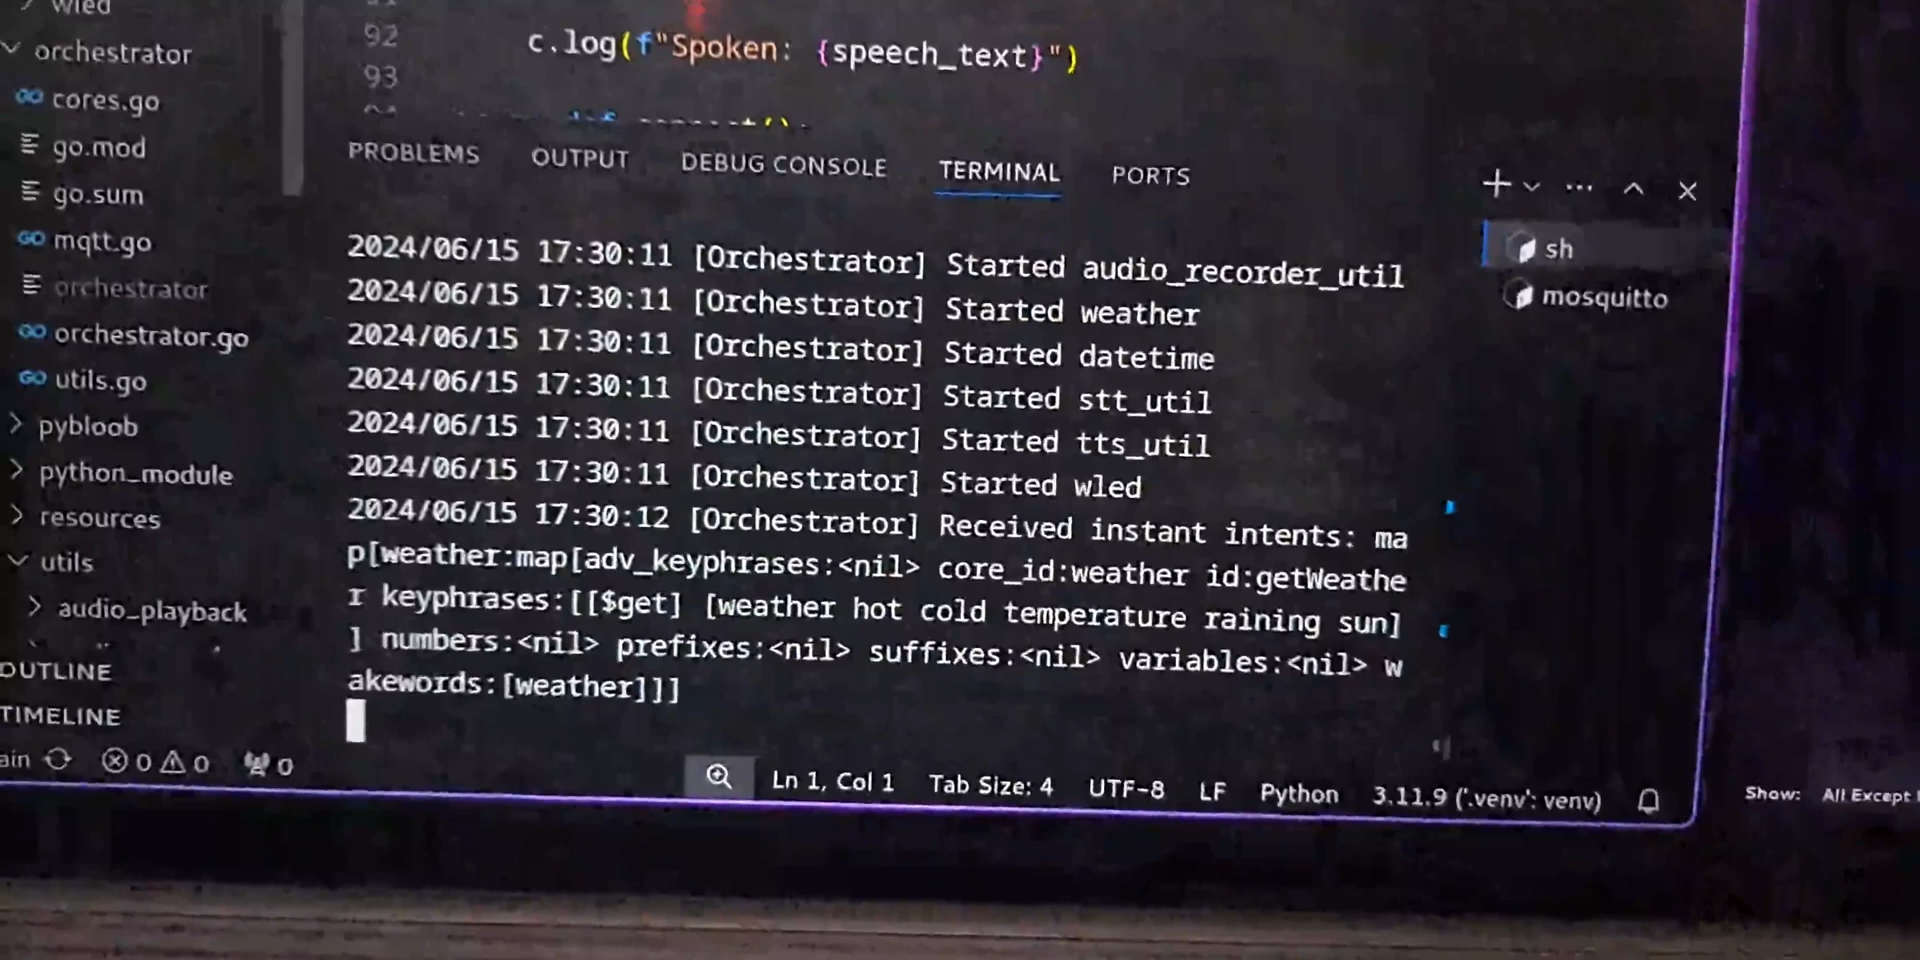 wled
orchestrator
cores.go
go.mod
go.sum
mqtt.go
orchestrator
orchestrator.go
utils.go
pybloob
python_module
resources
utils
audio_playback
OUTLINE
TIMELINE
92 c.log(f"Spoken: {speech_text}")
93
PROBLEMS OUTPUT DEBUG CONSOLE TERMINAL PORTS
sh
mosquitto
2024/06/15 17:30:11 [Orchestrator] Started audio_recorder_util
2024/06/15 17:30:11 [Orchestrator] Started weather
2024/06/15 17:30:11 [Orchestrator] Started datetime
2024/06/15 17:30:11 [Orchestrator] Started stt_util
2024/06/15 17:30:11 [Orchestrator] Started tts_util
2024/06/15 17:30:11 [Orchestrator] Started wled
2024/06/15 17:30:12 [Orchestrator] Received instant intents: ma
p[weather:map[adv_keyphrases:<nil> core_id:weather id:getWeathe
r keyphrases:[[$get] [weather hot cold temperature raining sun]
] numbers:<nil> prefixes:<nil> suffixes:<nil> variables:<nil> w
akewords:[weather]]]
ain 0 0 0 Ln 1, Col 1 Tab Size: 4 UTF-8 LF Python 3.11.9 ('.venv': venv)
Show: All Except